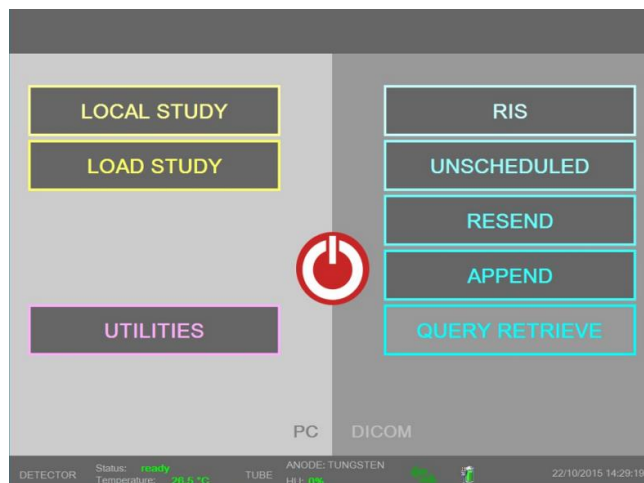 LOCAL STUDY
LOAD STUDY
UTILITIES
PC
RIS
UNSCHEDULED
RESEND
APPEND
QUERY RETRIEVE
DICOM
DETECTOR
Status: ready
Temperature: 26.5 °C
TUBE
ANODE: TUNGSTEN
HU: 0%
22/10/2015 14:29:19